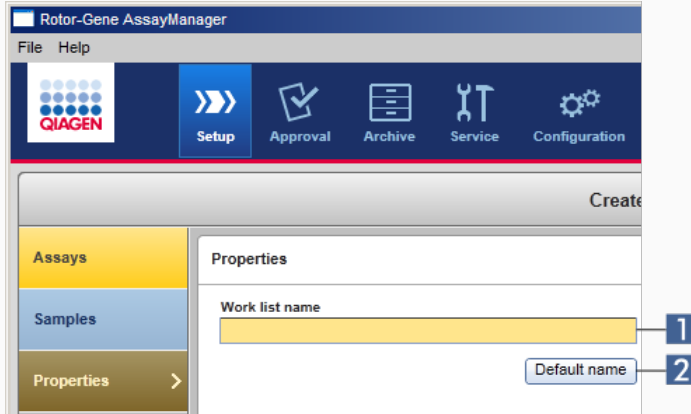 Rotor-Gene AssayManager
File Help
QIAGEN
Setup Approval Archive Service Configuration
Create
Assays
Properties
Work list name
Samples
1
Default name
2
Properties